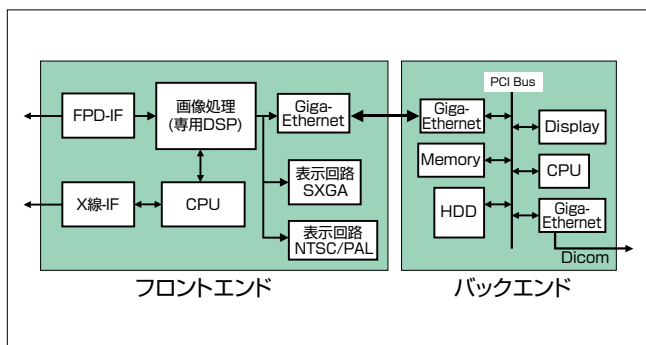 FPD-IF
画像処理
(専用DSP)
Giga-
Ethernet
X線-IF
CPU
表示回路
SXGA
表示回路
NTSC/PAL
フロントエンド
PCI Bus
Giga-
Ethernet
Display
Memory
CPU
HDD
Giga-
Ethernet
Dicom
バックエンド